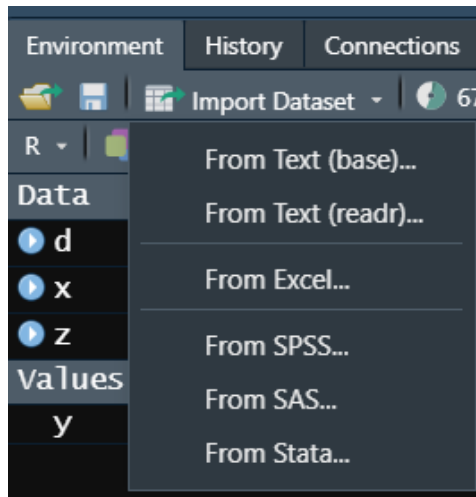 Environment History Connections
Import Dataset 67
R
From Text (base)...
Data
From Text (readr)...
d
x
From Excel...
z
From SPSS...
Values
From SAS...
y
From Stata...